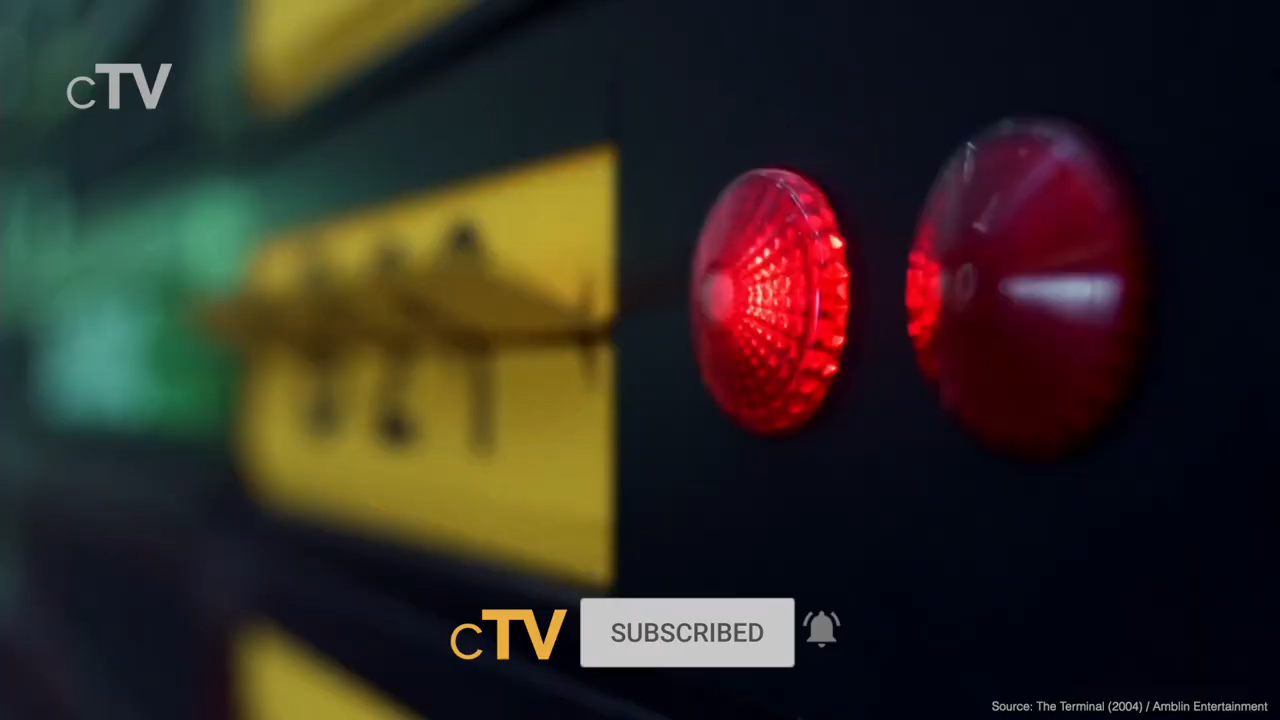 cTV
cTV SUBSCRIBED
Source: The Terminal (2004) / Amblin Entertainment